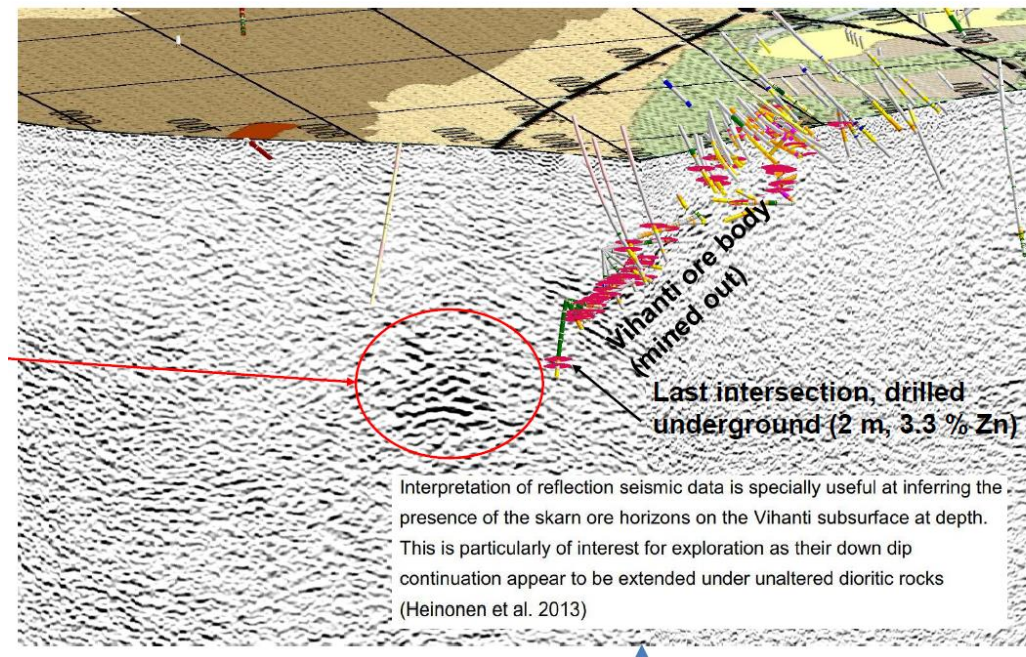 Vihanti ore body
(mined out)
Last intersection, drilled
underground (2 m, 3.3 % Zn)
Interpretation of reflection seismic data is specially useful at inferring the
presence of the skarn ore horizons on the Vihanti subsurface at depth.
This is particularly of interest for exploration as their down dip
continuation appear to be extended under unaltered dioritic rocks
(Heinonen et al. 2013)